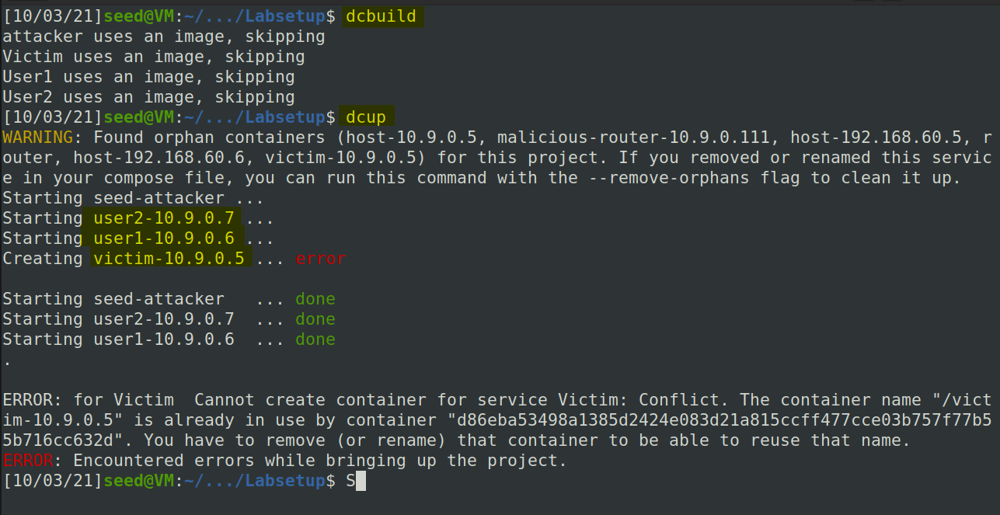 [10/03/21]seed@VM:~/.../Labsetup$ dcbuild
attacker uses an image, skipping
Victim uses an image, skipping
User1 uses an image, skipping
User2 uses an image, skipping
[10/03/21]seed@VM:~/.../Labsetup$ dcup
WARNING: Found orphan containers (host-10.9.0.5, malicious-router-10.9.0.111, host-192.168.60.5, r
outer, host-192.168.60.6, victim-10.9.0.5) for this project. If you removed or renamed this servic
e in your compose file, you can run this command with the --remove-orphans flag to clean it up.
Starting seed-attacker ...
Starting user2-10.9.0.7 ...
Starting user1-10.9.0.6 ...
Creating victim-10.9.0.5 ... error
Starting seed-attacker   ... done
Starting user2-10.9.0.7  ... done
Starting user1-10.9.0.6  ... done
.
ERROR: for Victim  Cannot create container for service Victim: Conflict. The container name "/vict
im-10.9.0.5" is already in use by container "d86eba53498a1385d2424e083d21a815ccff477cce03b757f77b5
5b716cc632d". You have to remove (or rename) that container to be able to reuse that name.
ERROR: Encountered errors while bringing up the project.
[10/03/21]seed@VM:~/.../Labsetup$ S